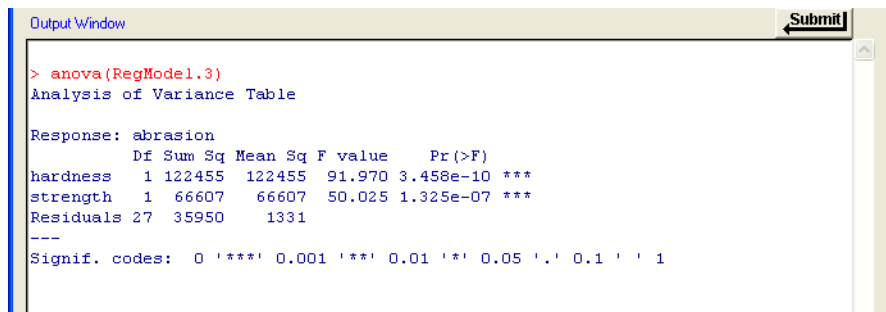 Output Window
Submit
> anova(RegModel.3)
Analysis of Variance Table
Response: abrasion
Df Sum Sq Mean Sq F value Pr(>F)
hardness 1 122455 122455 91.970 3.458e-10 ***
strength 1 66607 66607 50.025 1.325e-07 ***
Residuals 27 35950 1331
---
Signif. codes: 0 '***' 0.001 '**' 0.01 '*' 0.05 '.' 0.1 ' ' 1